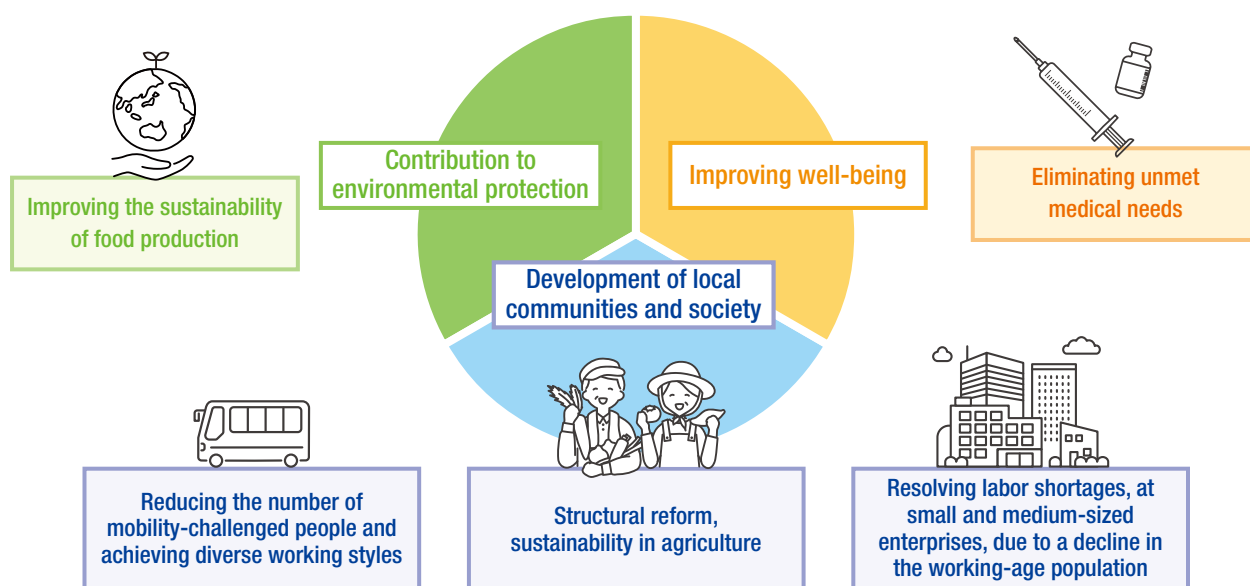 Contribution to
environmental protection
Improving well-being
Development of local
communities and society
Improving the sustainability
of food production
Eliminating unmet
medical needs
Reducing the number of
mobility-challenged people and
achieving diverse working styles
Structural reform,
sustainability in agriculture
Resolving labor shortages, at
small and medium-sized
enterprises, due to a decline in
the working-age population